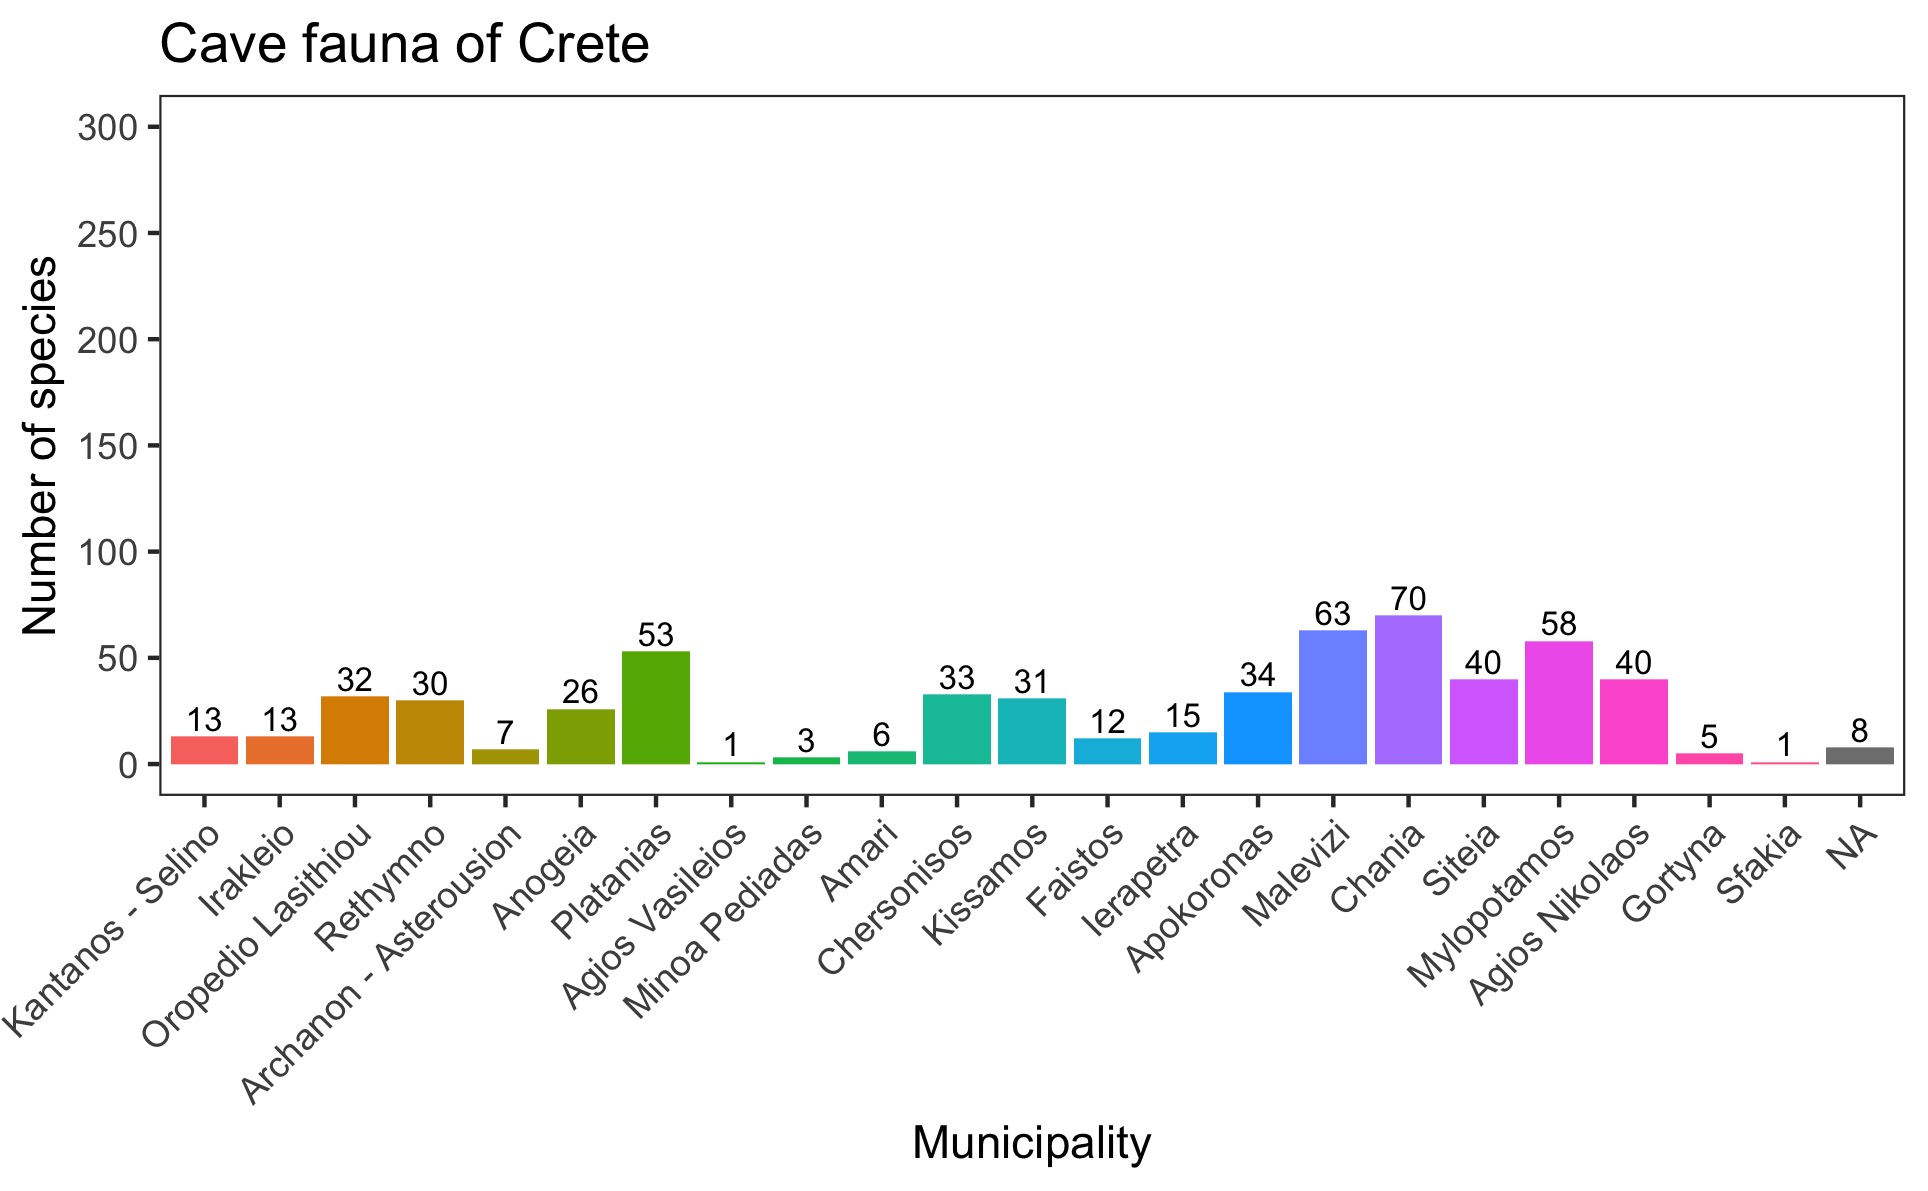 Cave fauna of Crete
Number of species
300
250
200
150
100
50
0
13
13
32
30
7
26
53
1
3
6
33
31
12
15
34
63
70
40
58
40
5
1
8
Kantanos - Selino
Irakleio
Oropedio Lasithiou
Rethymno
Archanon - Asterousion
Anogeia
Platanias
Agios Vasileios
Minoa Pediadas
Amari
Chersonisos
Kissamos
Faistos
Ierapetra
Apokoronas
Malevizi
Chania
Siteia
Mylopotamos
Agios Nikolaos
Gortyna
Sfakia
NA
Municipality